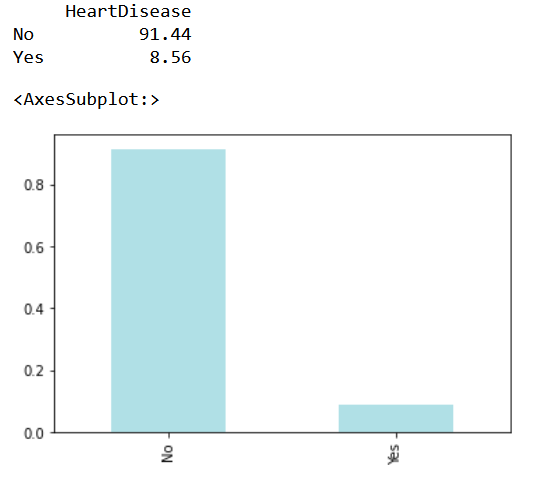 HeartDisease
No 91.44
Yes 8.56
<AxesSubplot:>
0.8
0.6
0.4
0.2
0.0
No Yes